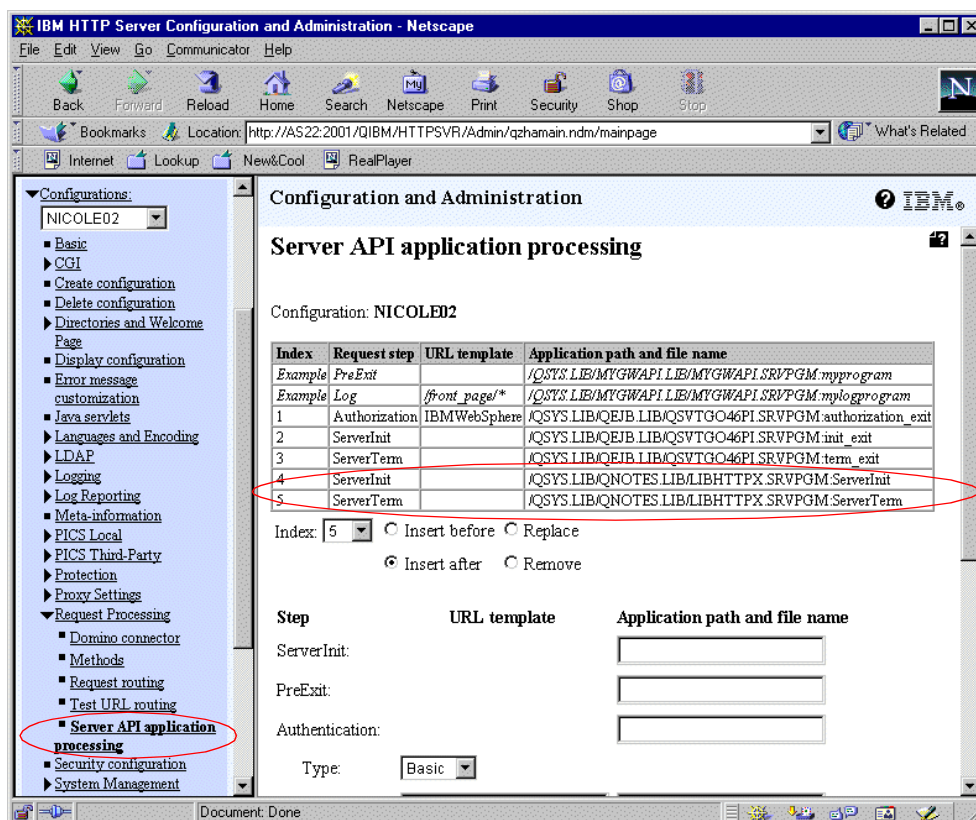 IBM HTTP Server Configuration and Administration - Netscape
File Edit View Go Communicator Help
My
N
Back Forward Reload Home Search Netscape Print Security Shop Stop
Bookmarks Location: http://AS22:2001/QIBM/HTTPSVR/Admin/qzhamain.ndm/mainpage What's Related
Internet Lookup New&Cool RealPlayer
Configurations:
NICOLE02
Basic
CGI
Create configuration
Delete configuration
Directories and Welcome
Page
Display configuration
Error message
customization
Java servlets
Languages and Encoding
LDAP
Logging
Log Reporting
Meta-information
PICS Local
PICS Third-Party
Protection
Proxy Settings
Request Processing
Domino connector
Methods
Request routing
Test URL routing
Server API application
processing
Security configuration
System Management
Configuration and Administration
? IBM®
Server API application processing
?
Configuration: NICOLE02
Index Request step URL template Application path and file name
Example PreExit /QSYS.LIB/MYGWAPI.LIB/MYGWAPI.SRVPGM:myprogram
Example Log /front_page/* /QSYS.LIB/MYGWAPI.LIB/MYGWAPI.SRVPGM:mylogprogram
1 Authorization IBMWebSphere /QSYS.LIB/QEJB.LIB/QSVTGO46PI.SRVPGM:authorization_exit
2 ServerInit /QSYS.LIB/QEJB.LIB/QSVTGO46PI.SRVPGM:init_exit
3 ServerTerm /QSYS.LIB/QEJB.LIB/QSVTGO46PI.SRVPGM:term_exit
4 ServerInit /QSYS.LIB/QNOTES.LIB/LIBHTTPX.SRVPGM:ServerInit
5 ServerTerm /QSYS.LIB/QNOTES.LIB/LIBHTTPX.SRVPGM:ServerTerm
Index: 5 Insert before Replace
Insert after Remove
Step URL template Application path and file name
ServerInit:
PreExit:
Authentication:
Type: Basic
Document: Done